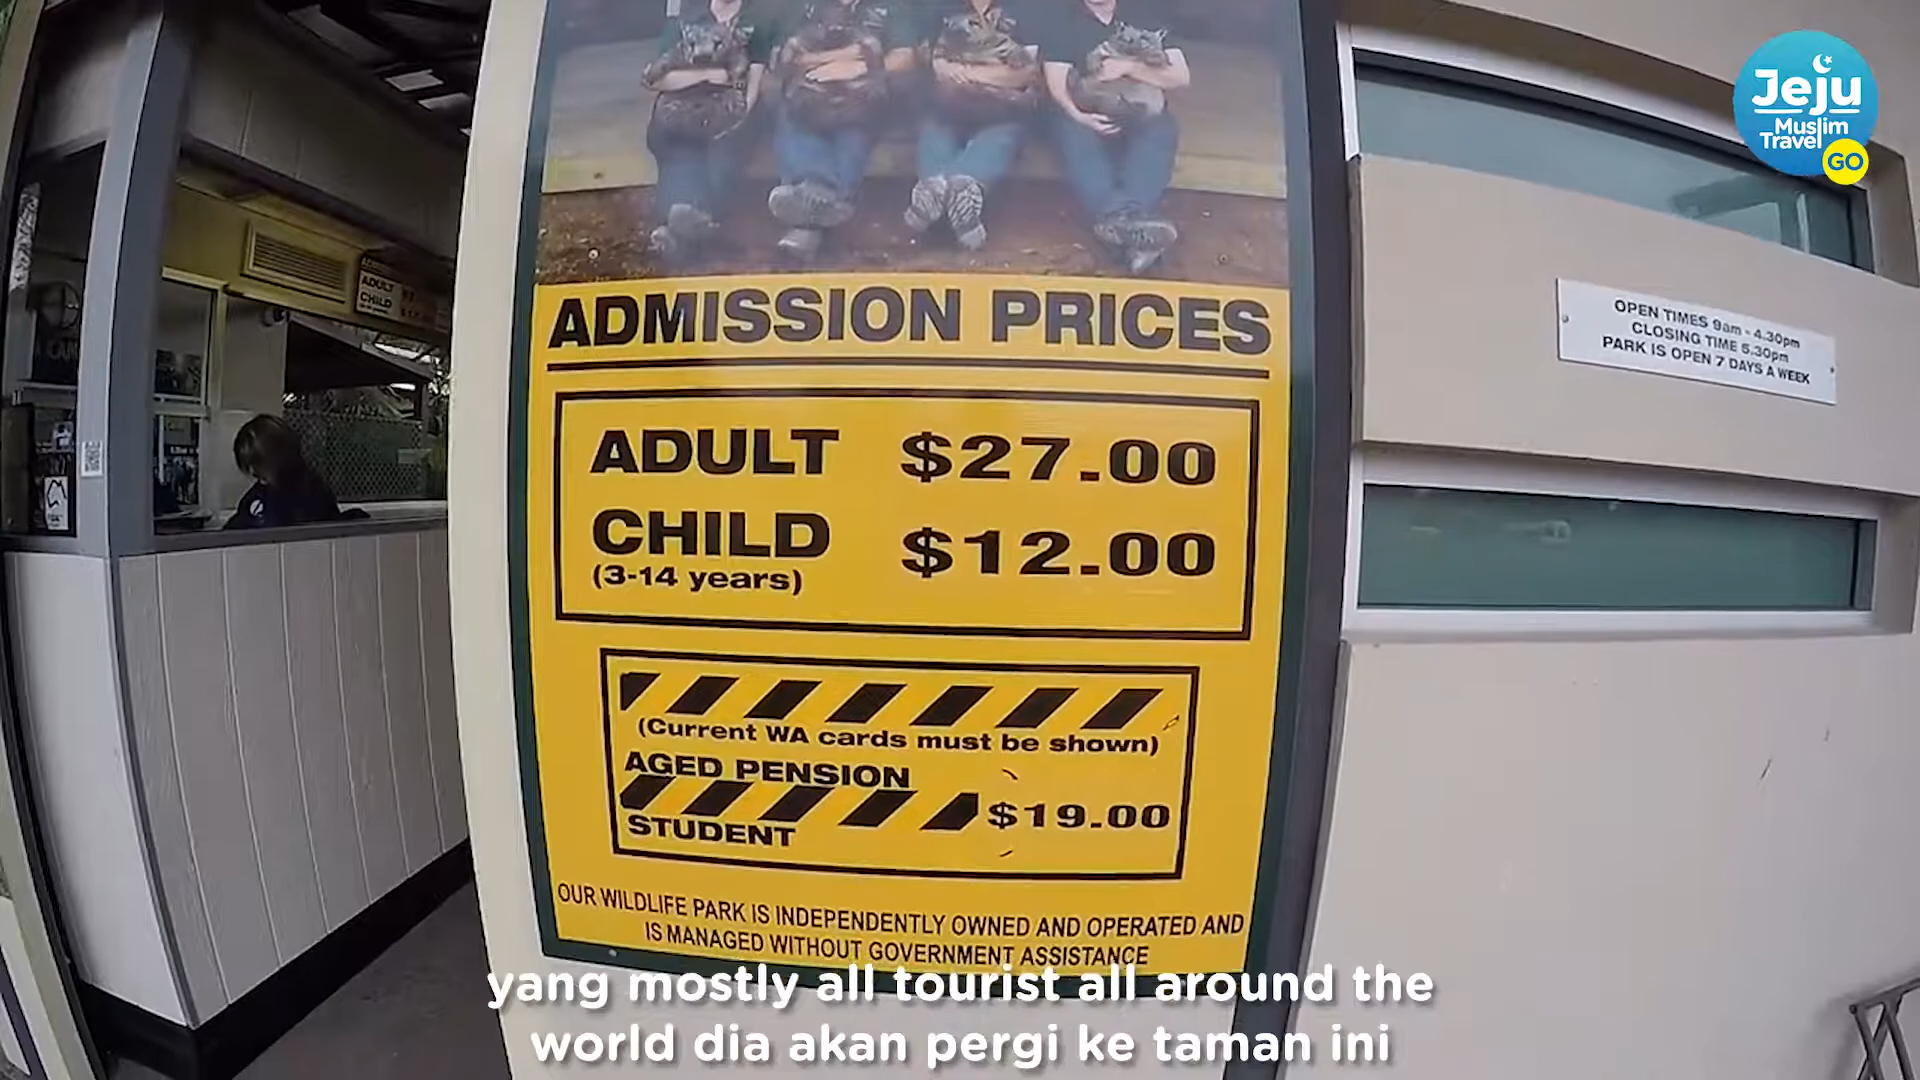 Jeju
Muslim
Travel
GO
ADULT
CHILD
ADMISSION PRICES
OPEN TIMES 9am - 4.30pm
CLOSING TIME 5.30pm
PARK IS OPEN 7 DAYS A WEEK
ADULT $27.00
CHILD $12.00
(3-14 years)
(Current WA cards must be shown)
AGED PENSION
$19.00
STUDENT
OUR WILDLIFE PARK IS INDEPENDENTLY OWNED AND OPERATED AND
IS MANAGED WITHOUT GOVERNMENT ASSISTANCE
yang mostly all tourist all around the
world dia akan pergi ke taman ini